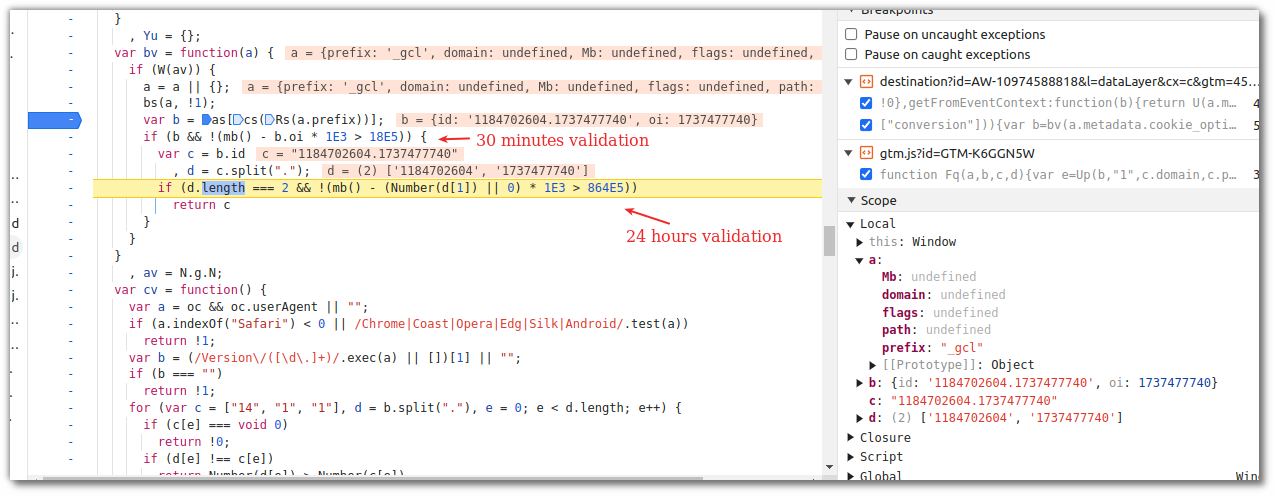 }
, Yu = {};
var bv = function(a) { a = {prefix: '_gcl', domain: undefined, Mb: undefined, flags: undefined,
if (W(av)) {
a = a || {}; a = {prefix: '_gcl', domain: undefined, Mb: undefined, flags: undefined, path:
bs(a, !1);
var b = as[cs(Rs(a.prefix))]; b = {id: '1184702604.1737477740', oi: 1737477740}
if (b && !(mb() - b.oi * 1E3 > 18E5)) {
30 minutes validation
var c = b.id c = "1184702604.1737477740"
, d = c.split("."); d = (2) ['1184702604', '1737477740']
if (d.length === 2 && !(mb() - (Number(d[1]) || 0) * 1E3 > 864E5))
return c
24 hours validation
}
}
}
, av = N.g.N;
var cv = function() {
var a = oc && oc.userAgent || "";
if (a.indexOf("Safari") < 0 || /Chrome|Coast|Opera|Edg|Silk|Android/.test(a))
return !1;
var b = (/Version\/([\d\.]+)/.exec(a) || [])[1] || "";
if (b === "")
return !1;
for (var c = ["14", "1", "1"], d = b.split("."), e = 0; e < d.length; e++) {
if (c[e] === void 0)
return !0;
if (d[e] !== c[e])
return Number(d[e]) > Number(c[e])
d
d
j.
j.
Breakpoints
Pause on uncaught exceptions
Pause on caught exceptions
destination?id=AW-10974588818&l=dataLayer&cx=c&gtm=45…
!0},getFromEventContext:function(b){return U(a.m… 4
["conversion"])){var b=bv(a.metadata.cookie_opti… 5
gtm.js?id=GTM-K6GGN5W
function Fq(a,b,c,d){var e=Up(b,"1",c.domain,c.p… 3
Scope
Local
this: Window
a:
Mb: undefined
domain: undefined
flags: undefined
path: undefined
prefix: "_gcl"
[[Prototype]]: Object
b: {id: '1184702604.1737477740', oi: 1737477740}
c: "1184702604.1737477740"
d: (2) ['1184702604', '1737477740']
Closure
Script
Global Win